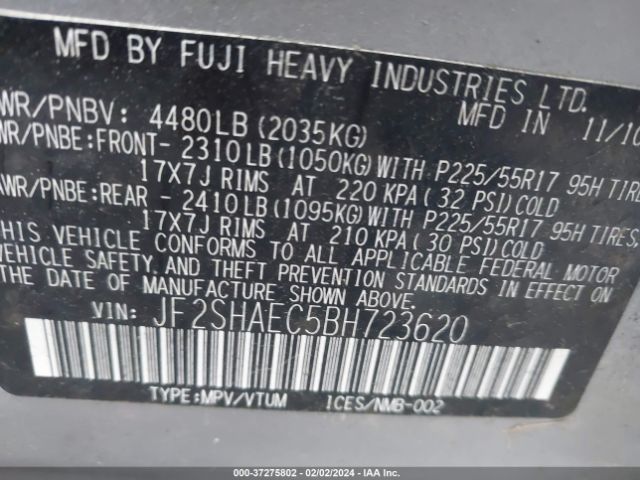 MFD BY FUJI HEAVY INDUSTRIES LTD.
WR/PNBV: 4480LB (2035KG) MFD IN 11/10
WR/PNBE:FRONT- 2310LB(1050KG)WITH P225/55R17 95H TIRE
17X7J RIMS AT 220 KPA(32 PSI)COLD
WR/PNBE:REAR - 2410LB(1095KG)WITH P225/55R17 95H TIRES,
17X7J RIMS AT 210 KPA(30 PSI)COLD
HIS VEHICLE CONFORMS TO ALL APPLICABLE FEDERAL MOTOR
VEHICLE SAFETY, AND THEFT PREVENTION STANDARDS IN EFFECT ON
THE DATE OF MANUFACTURE SHOWN ABOVE.
VIN: JF2SHAEC5BH723620
TYPE:MPV/VTUM ICES/NMB-002
000-37275802 - 02/02/2024 - IAA Inc.